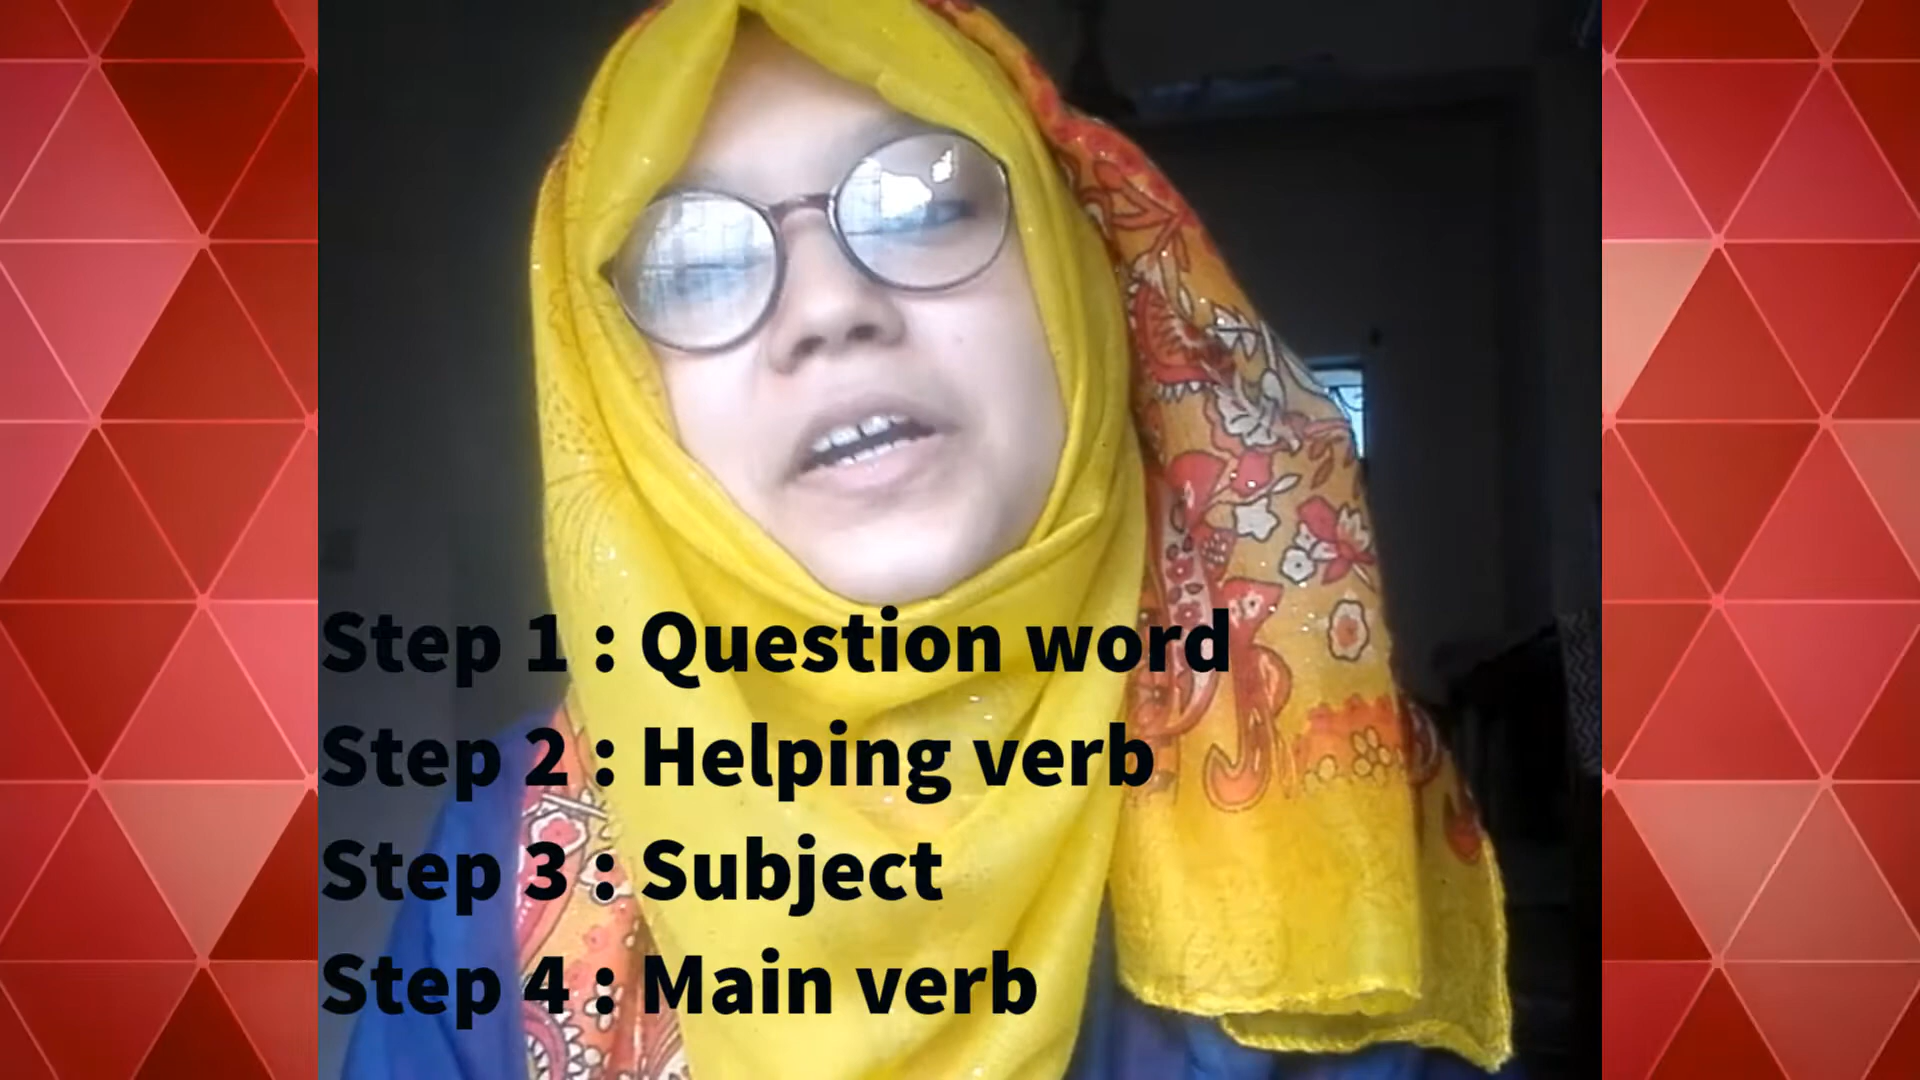 Step 1 : Question word
Step 2 : Helping verb
Step 3 : Subject
Step 4 : Main verb